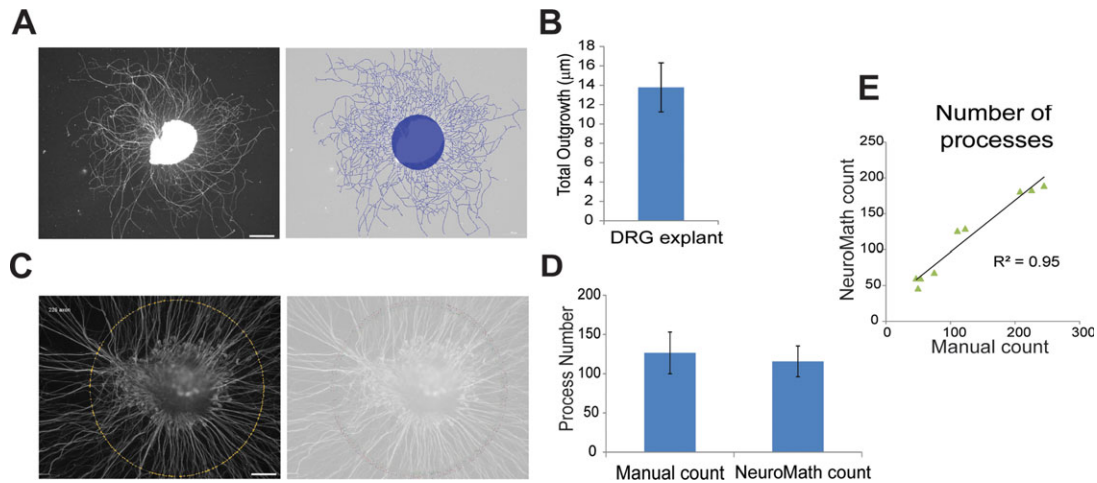 A
B
18
16
14
12
10
8
6
4
2
0
Total Outgrowth (μm)
DRG explant
C
D
200
150
100
50
0
Process Number
Manual count
NeuroMath count
E
Number of
processes
250
200
150
100
50
0
NeuroMath count
R² = 0.95
0
100
200
300
Manual count